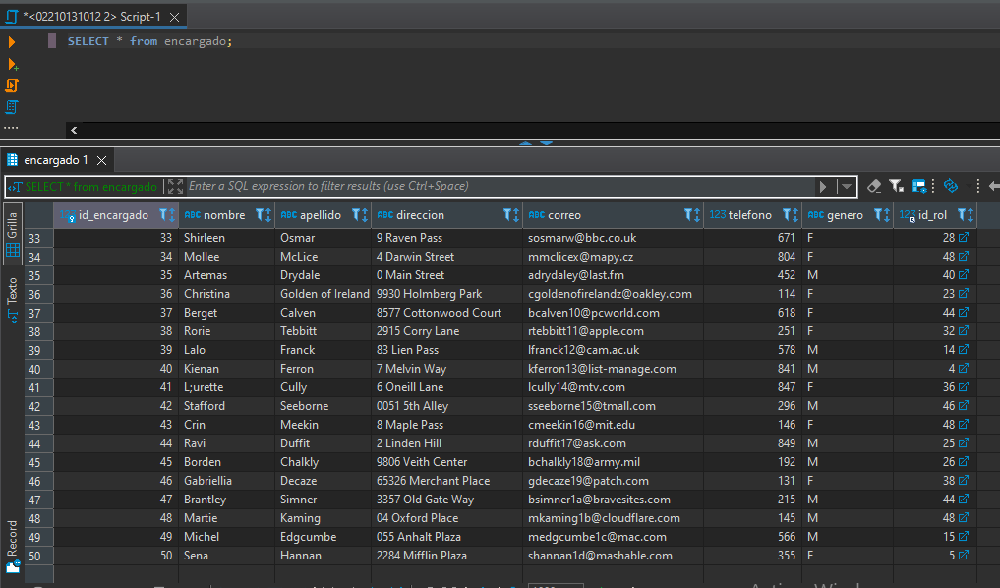 *<02210131012 2> Script-1
SELECT * from encargado;
encargado 1
SELECT * from encargado Enter a SQL expression to filter results (use Ctrl+Space)
Grilla
Texto
Record
123 id_encargado ABC nombre ABC apellido ABC direccion ABC correo 123 telefono ABC genero 123 id_rol
33 33 Shirleen Osmar 9 Raven Pass sosmarw@bbc.co.uk 671 F 28
34 34 Mollee McLice 4 Darwin Street mmclicex@mapy.cz 804 F 48
35 35 Artemas Drydale 0 Main Street adrydaley@last.fm 452 M 40
36 36 Christina Golden of Ireland 9930 Holmberg Park cgoldenofirelandz@oakley.com 114 F 23
37 37 Berget Calven 8577 Cottonwood Court bcalven10@pcworld.com 618 F 44
38 38 Rorie Tebbitt 2915 Corry Lane rtebbitt11@apple.com 251 F 32
39 39 Lalo Franck 83 Lien Pass lfranck12@cam.ac.uk 578 M 14
40 40 Kienan Ferron 7 Melvin Way kferron13@list-manage.com 841 M 4
41 41 L;urette Cully 6 Oneill Lane lcully14@mtv.com 847 F 36
42 42 Stafford Seeborne 0051 5th Alley sseeborne15@tmall.com 296 M 46
43 43 Crin Meekin 8 Maple Pass cmeekin16@mit.edu 146 F 48
44 44 Ravi Duffit 2 Linden Hill rduffit17@ask.com 849 M 25
45 45 Borden Chalkly 9806 Veith Center bchalkly18@army.mil 192 M 26
46 46 Gabriellia Decaze 65326 Merchant Place gdecaze19@patch.com 131 F 38
47 47 Brantley Simner 3357 Old Gate Way bsimner1a@bravesites.com 215 M 44
48 48 Martie Kaming 04 Oxford Place mkaming1b@cloudflare.com 145 M 48
49 49 Michel Edgcumbe 055 Anhalt Plaza medgcumbe1c@mac.com 566 M 15
50 50 Sena Hannan 2284 Mifflin Plaza shannan1d@mashable.com 355 F 5